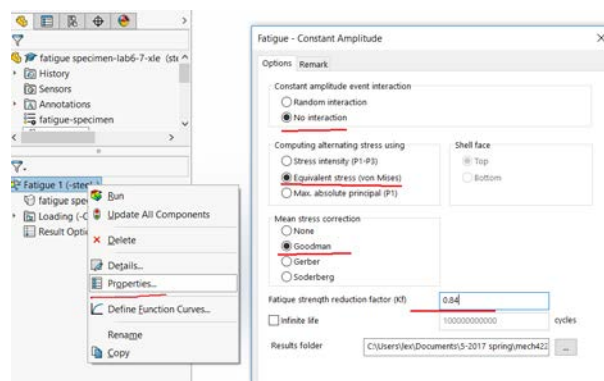 fatigue specimen-lab6-7-xle (ste
History
Sensors
Annotations
fatigue-specimen
Fatigue 1 (-steel
fatigue spe
Loading (-C
Result Optio
Run
Update All Components
Delete
Details...
Properties...
Define Function Curves...
Rename
Copy
Fatigue - Constant Amplitude
Options Remark
Constant amplitude event interaction
Random interaction
No interaction
Computing alternating stress using
Stress intensity (P1-P3)
Equivalent stress (von Mises)
Max. absolute principal (P1)
Shell face
Top
Bottom
Mean stress correction
None
Goodman
Gerber
Soderberg
Fatigue strength reduction factor (Kf) 0.84
Infinite life 100000000000 cycles
Results folder C:\Users\lex\Documents\5-2017 spring\mech422 ...